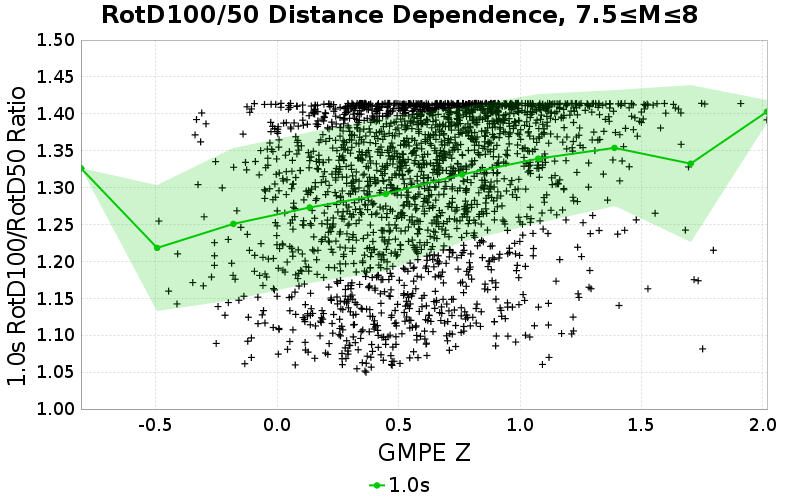 RotD100/50 Distance Dependence, 7.5≤M≤8
1.50
1.45
1.40
1.35
1.30
1.25
1.20
1.15
1.10
1.05
1.00
1.0s RotD100/RotD50 Ratio
-0.5 0.0 0.5 1.0 1.5 2.0
GMPE Z
1.0s